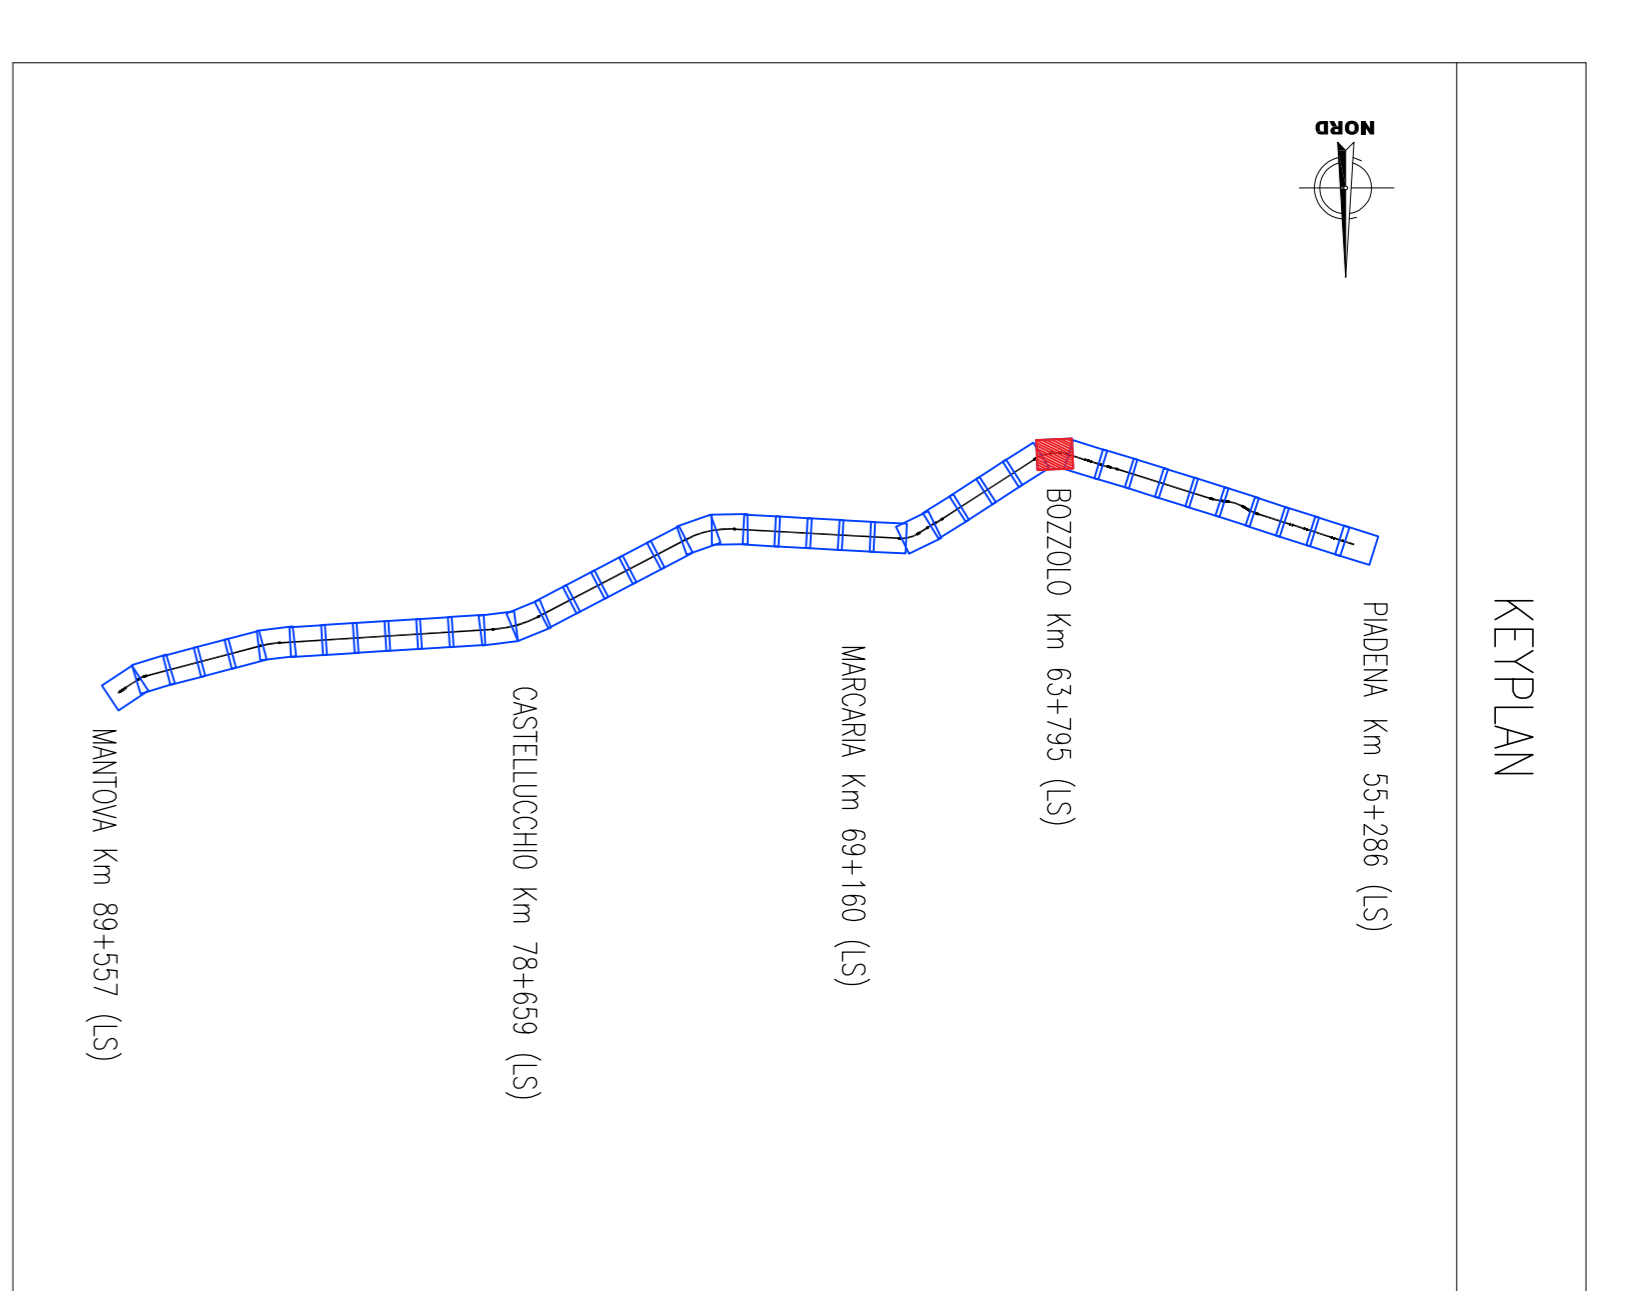 KEYPLAN
NORD
PIADENA Km 55+286 (LS)
BOZZOLO Km 63+795 (LS)
MARCARIA Km 69+160 (LS)
CASTELLUCCHIO Km 78+659 (LS)
MANTOVA Km 89+557 (LS)